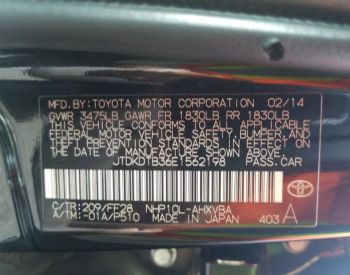 MFD.BY:TOYOTA MOTOR CORPORATION 02/14
GVWR 3475LB GAWR FR 1830LB RR 1830LB
THIS VEHICLE CONFORMS TO ALL APPLICABLE
FEDERAL MOTOR VEHICLE SAFETY,BUMPER,AND
THEFT PREVENTION STANDARDS IN EFFECT ON
THE DATE OF MANUFACTURE SHOWN ABOVE.
JTDKDTB36E1562198 PASS.CAR
C/TR:209/FF28 NHP10L-AHXVBA
A/TM:-01A/P510 MADE IN JAPAN 403 A
TOYOTA